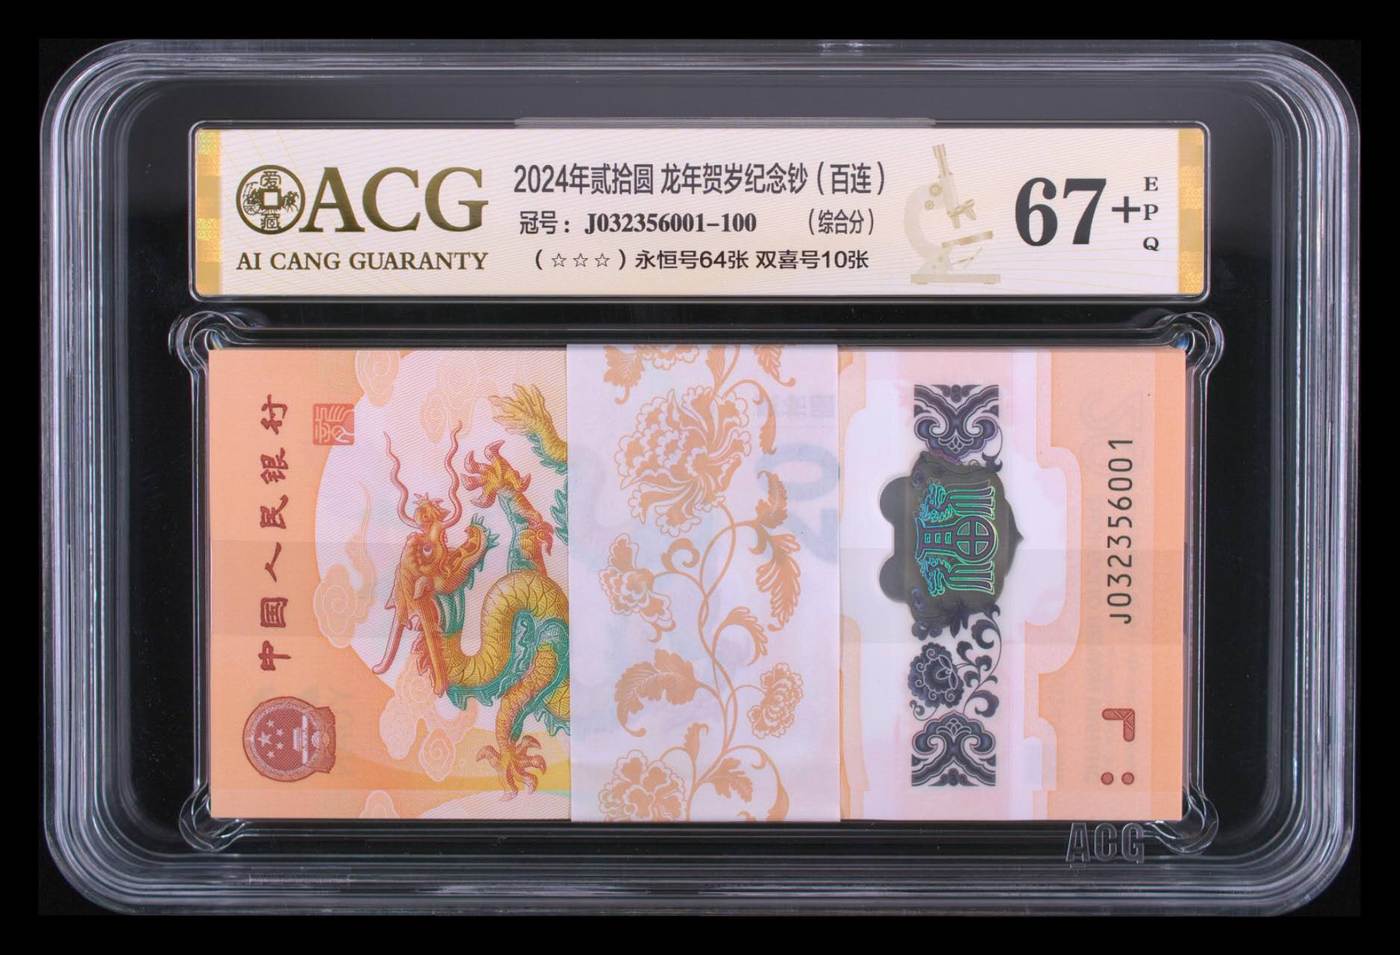 ACG
AI CANG GUARANTY
2024年贰拾圆 龙年贺岁纪念钞(百连)
冠号: J032356001-100 (综合分)
(☆☆☆)永恒号64张 双喜号10张
67+
EPQ
中国人民银行
J032356001
ACG